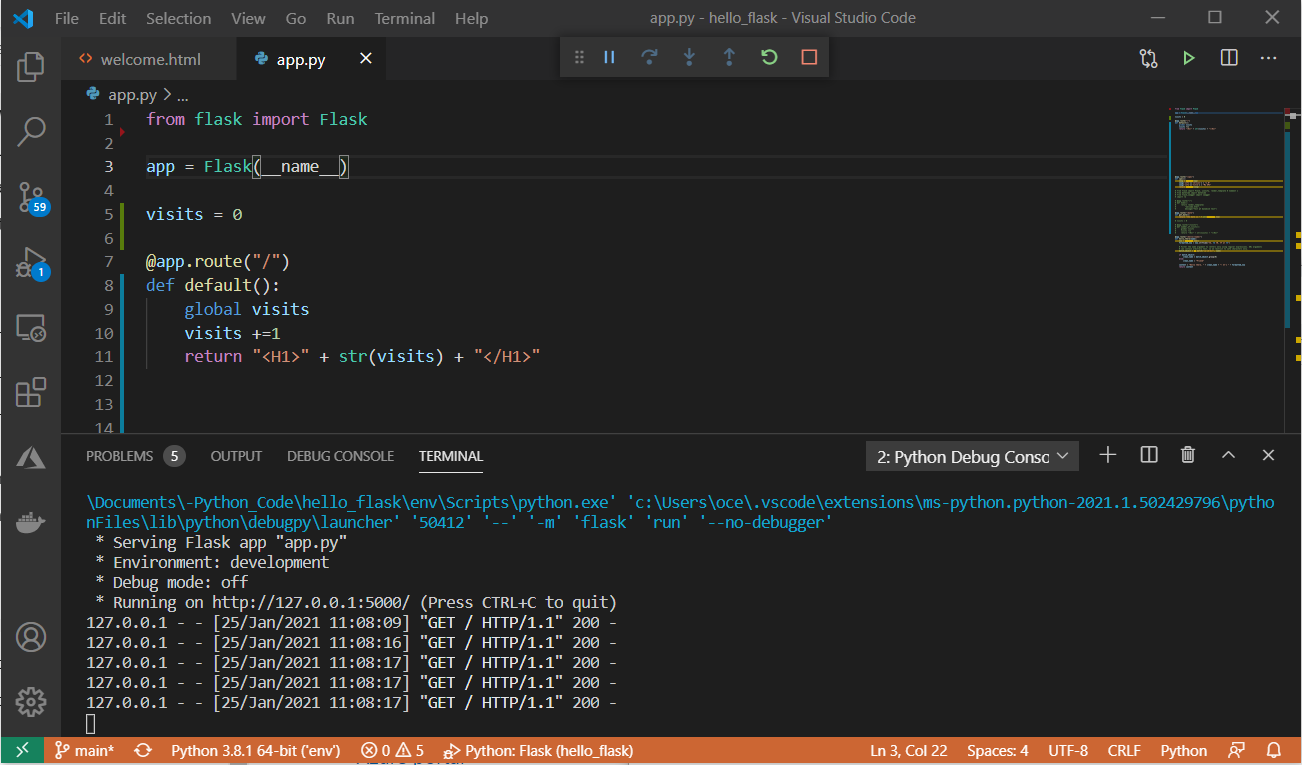 File Edit Selection View Go Run Terminal Help app.py - hello_flask - Visual Studio Code
welcome.html app.py
app.py > ...
1 from flask import Flask
2
3 app = Flask(__name__)
4
5 visits = 0
6
7 @app.route("/")
8 def default():
9 global visits
10 visits +=1
11 return "<H1>" + str(visits) + "</H1>"
12
13
14
59
1
PROBLEMS 5 OUTPUT DEBUG CONSOLE TERMINAL 2: Python Debug Consc
\Documents\-Python_Code\hello_flask\env\Scripts\python.exe' 'c:\Users\oce\.vscode\extensions\ms-python.python-2021.1.502429796\pytho
nFiles\lib\python\debugpy\launcher' '50412' '--' '-m' 'flask' 'run' '--no-debugger'
* Serving Flask app "app.py"
* Environment: development
* Debug mode: off
* Running on http://127.0.0.1:5000/ (Press CTRL+C to quit)
127.0.0.1 - - [25/Jan/2021 11:08:09] "GET / HTTP/1.1" 200 -
127.0.0.1 - - [25/Jan/2021 11:08:16] "GET / HTTP/1.1" 200 -
127.0.0.1 - - [25/Jan/2021 11:08:17] "GET / HTTP/1.1" 200 -
127.0.0.1 - - [25/Jan/2021 11:08:17] "GET / HTTP/1.1" 200 -
127.0.0.1 - - [25/Jan/2021 11:08:17] "GET / HTTP/1.1" 200 -
main* Python 3.8.1 64-bit ('env') 0 5 Python: Flask (hello_flask) Ln 3, Col 22 Spaces: 4 UTF-8 CRLF Python